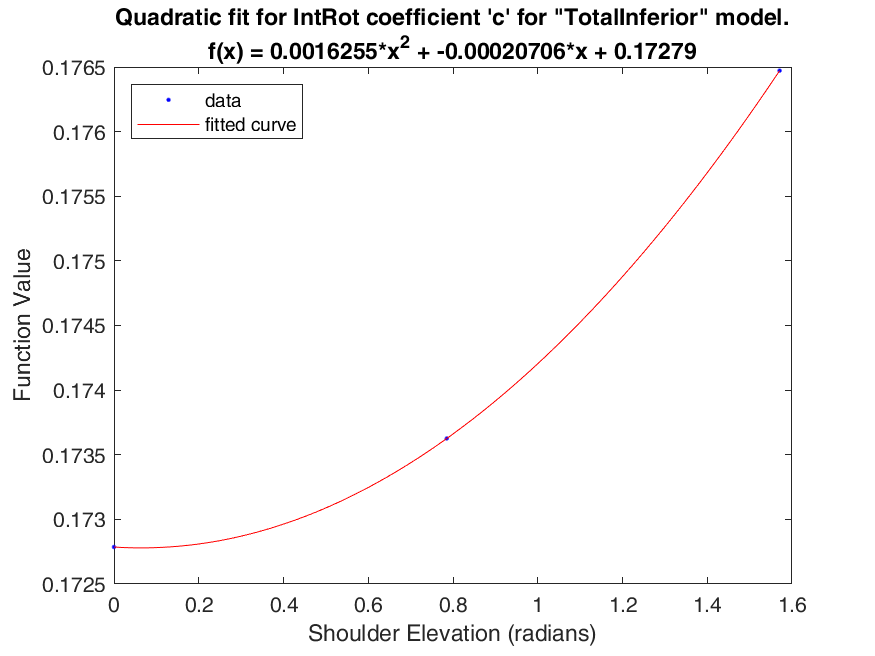 Quadratic fit for IntRot coefficient 'c' for "TotalInferior" model.
f(x) = 0.0016255*x² + -0.00020706*x + 0.17279
data
fitted curve
0.1765
0.176
0.1755
0.175
0.1745
0.174
0.1735
0.173
0.1725
Function Value
0 0.2 0.4 0.6 0.8 1 1.2 1.4 1.6
Shoulder Elevation (radians)